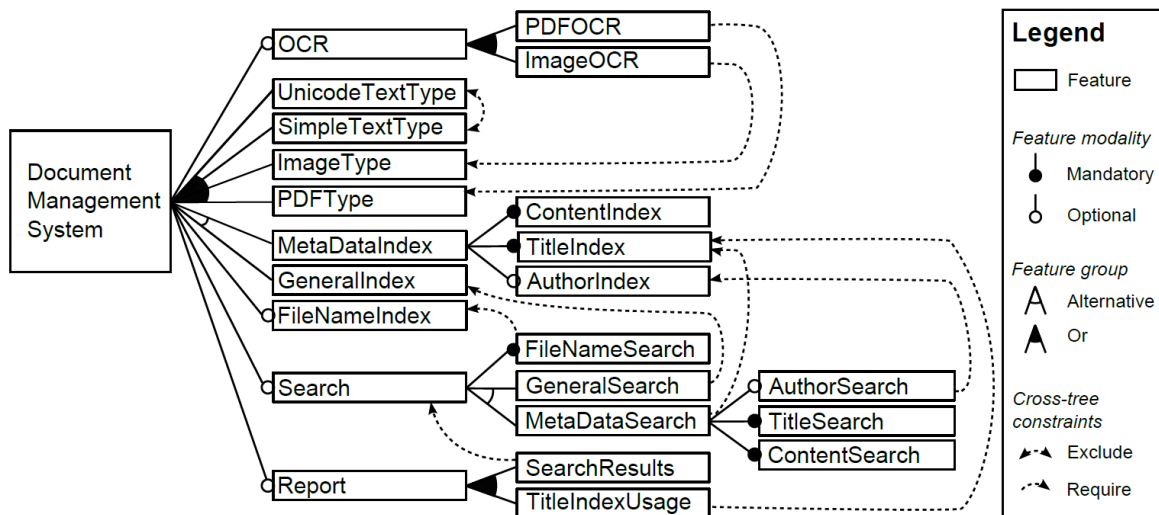 Document
Management
System
OCR
UnicodeTextType
SimpleTextType
ImageType
PDFType
MetaDataIndex
GeneralIndex
FileNameIndex
Search
Report
PDFOCR
ImageOCR
ContentIndex
TitleIndex
AuthorIndex
FileNameSearch
GeneralSearch
MetaDataSearch
SearchResults
TitleIndexUsage
AuthorSearch
TitleSearch
ContentSearch
Legend
Feature
Feature modality
Mandatory
Optional
Feature group
Alternative
Or
Cross-tree
constraints
Exclude
Require